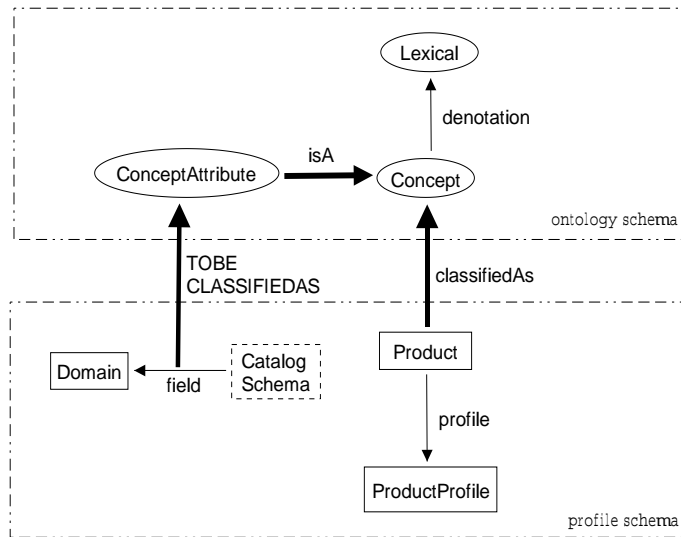 Lexical
denotation
isA
ConceptAttribute
Concept
ontology schema
TOBE
CLASSIFIEDAS
classifiedAs
Domain
field
Catalog
Schema
Product
profile
ProductProfile
profile schema